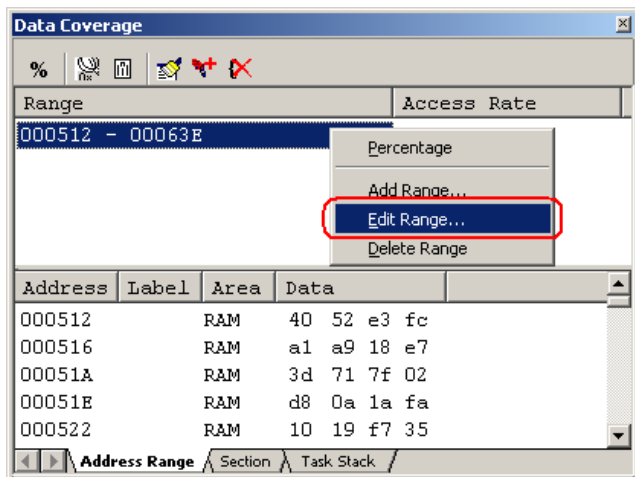 Data Coverage
%
Range Access Rate
000512 - 00063E
Percentage
Add Range...
Edit Range...
Delete Range
Address Label Area Data
000512 RAM 40 52 e3 fc
000516 RAM a1 a9 18 e7
00051A RAM 3d 71 7f 02
00051E RAM d8 0a 1a fa
000522 RAM 10 19 f7 35
Address Range Section Task Stack